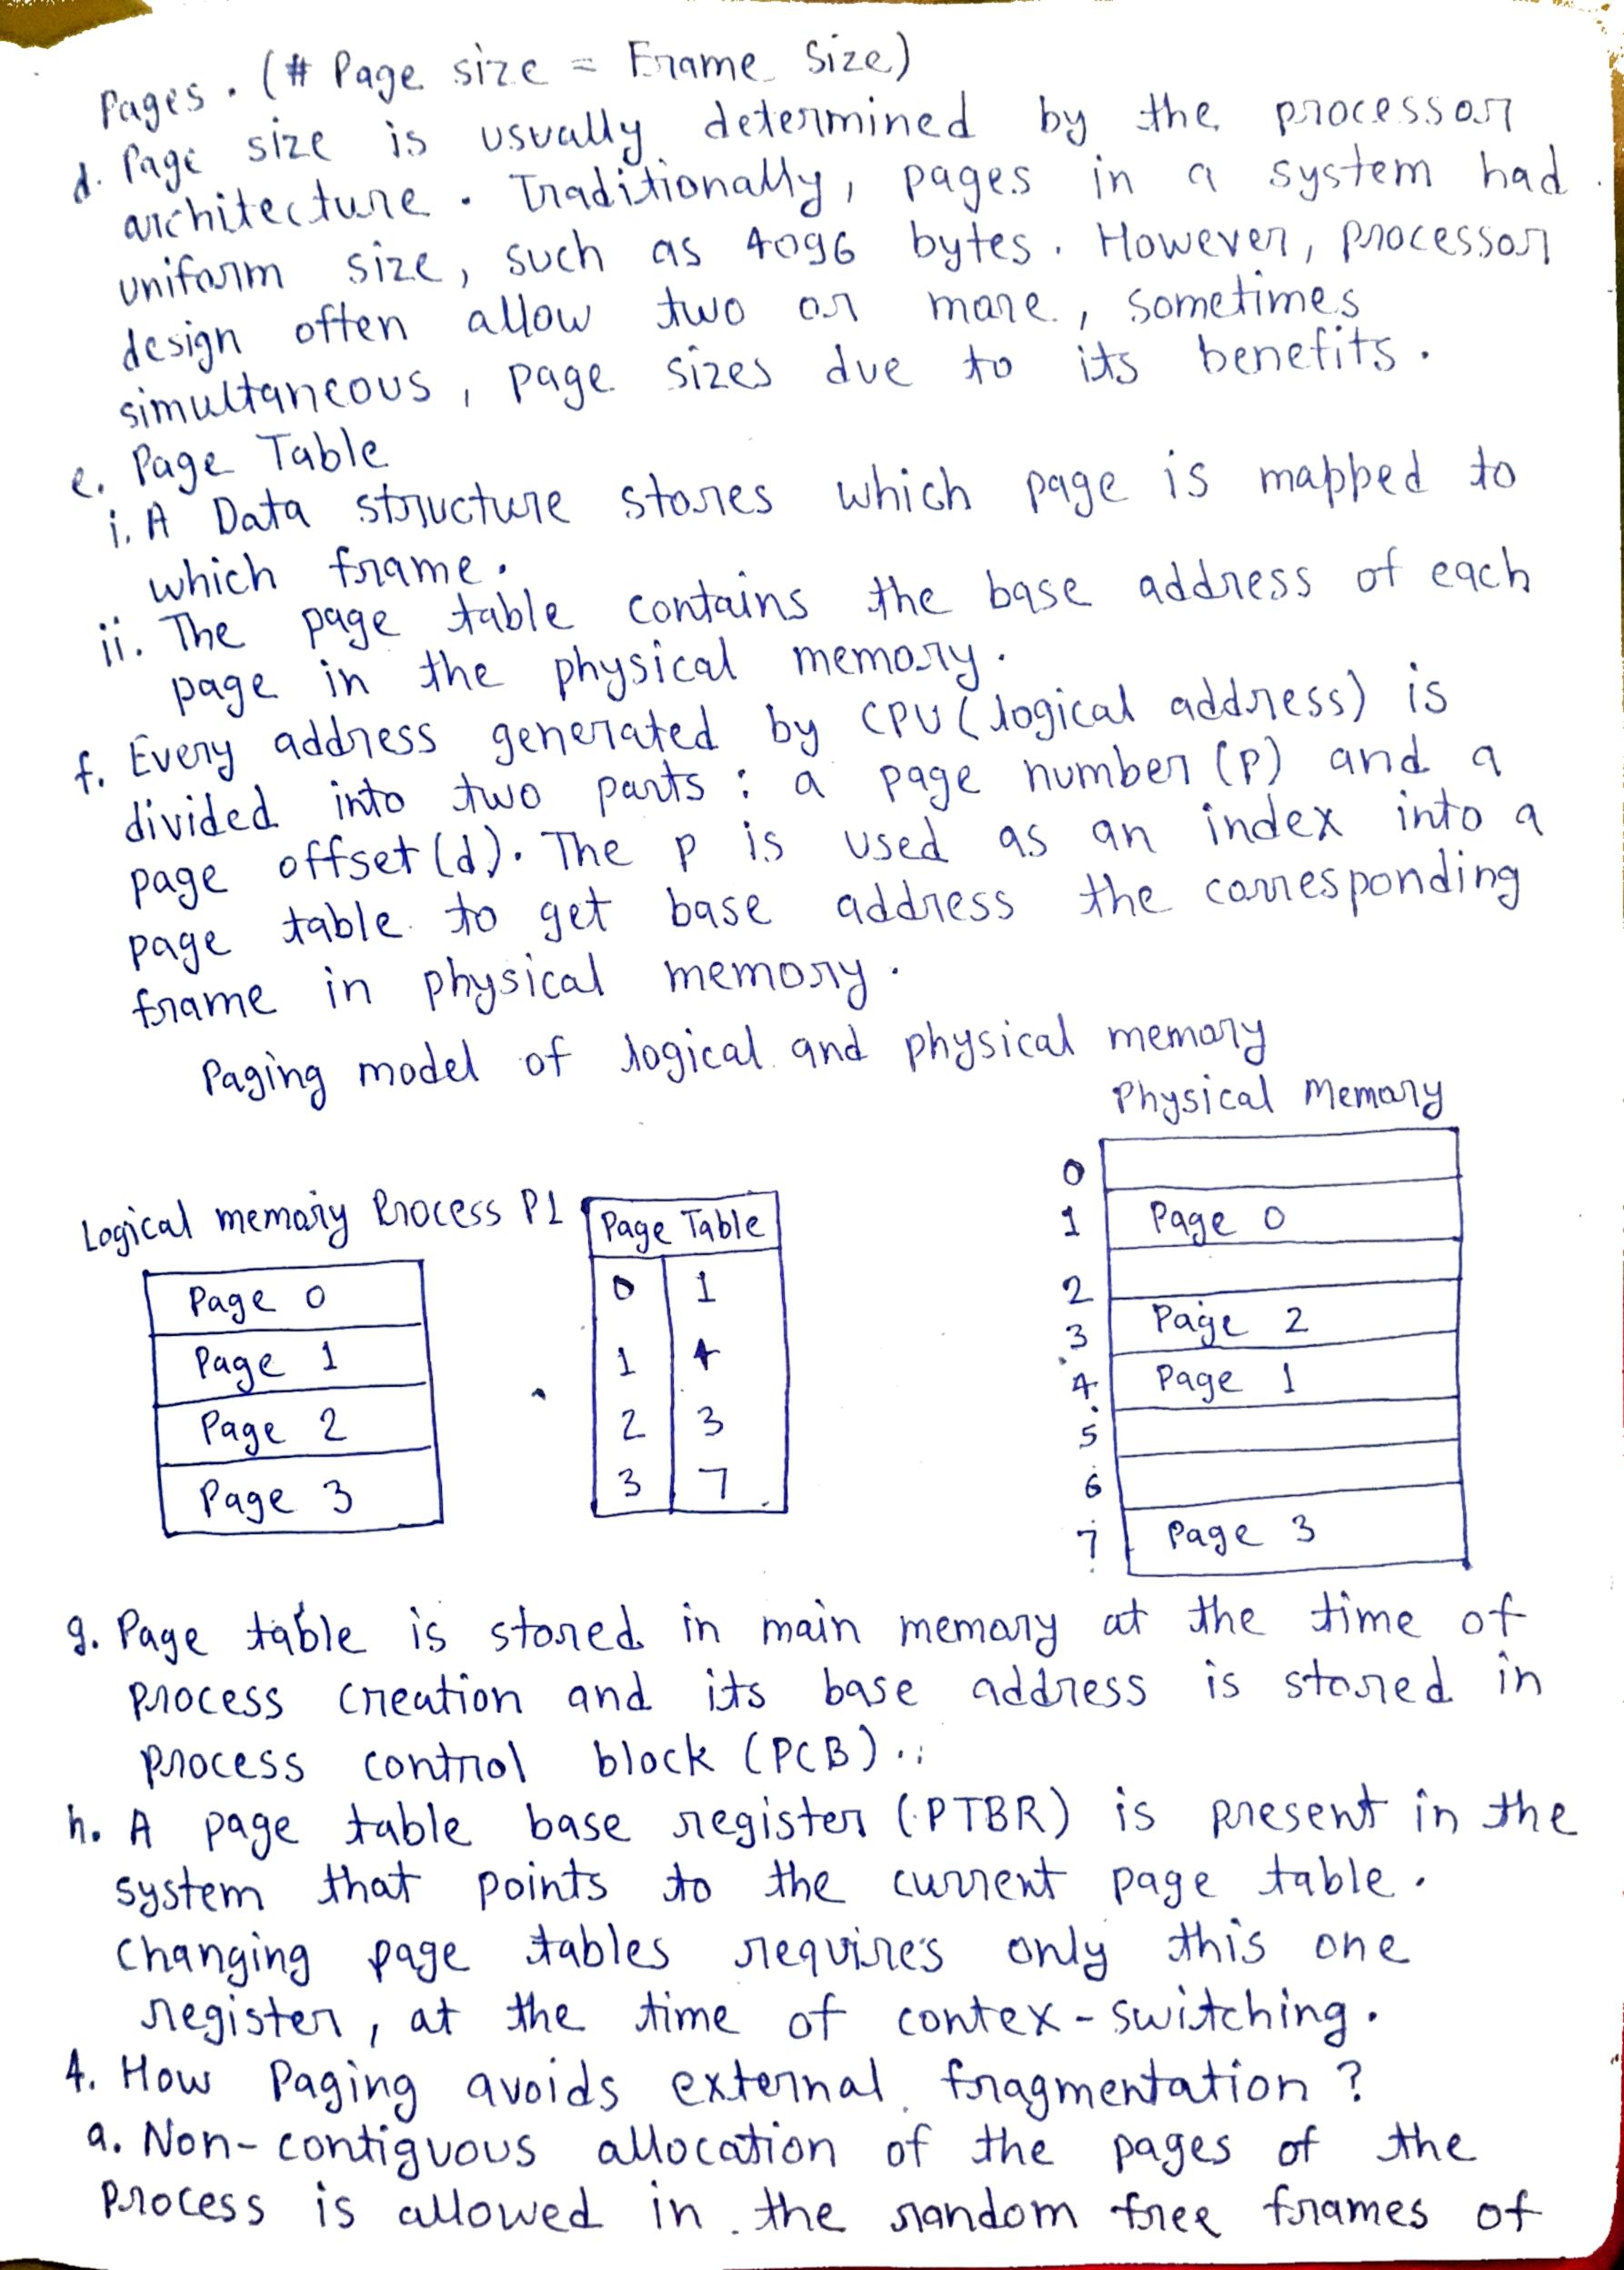 Pages. (# Page size = Frame Size)
d. Page size is usually determined by the processor
architecture. Traditionally, pages in a system had
uniform size, such as 4096 bytes. However, processor
design often allow two or more, sometimes
simultaneous, page sizes due to its benefits.
e. Page Table
i. A Data structure stores which page is mapped to
which frame.
ii. The page table contains the base address of each
page in the physical memory.
f. Every address generated by CPU (logical address) is
divided into two parts : a page number (p) and a
page offset (d). The p is used as an index into a
page table to get base address the corresponding
frame in physical memory.
Paging model of logical and physical memory
Logical memory Process P1
Page 0
Page 1
Page 2
Page 3
Page Table
0 1
1 4
2 3
3 7
Physical Memory
0
1 Page 0
2
3 Page 2
4 Page 1
5
6
7 Page 3
g. Page table is stored in main memory at the time of
process creation and its base address is stored in
process control block (PCB).
h. A page table base register (PTBR) is present in the
system that points to the current page table.
Changing page tables requires only this one
register, at the time of contex-switching.
4. How Paging avoids external fragmentation ?
a. Non-contiguous allocation of the pages of the
Process is allowed in the random free frames of